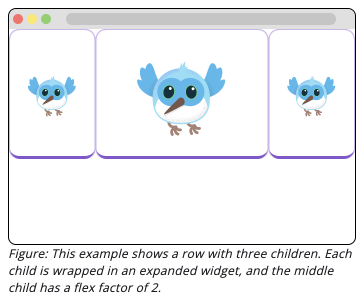 Figure: This example shows a row with three children. Each
child is wrapped in an expanded widget, and the middle
child has a flex factor of 2.